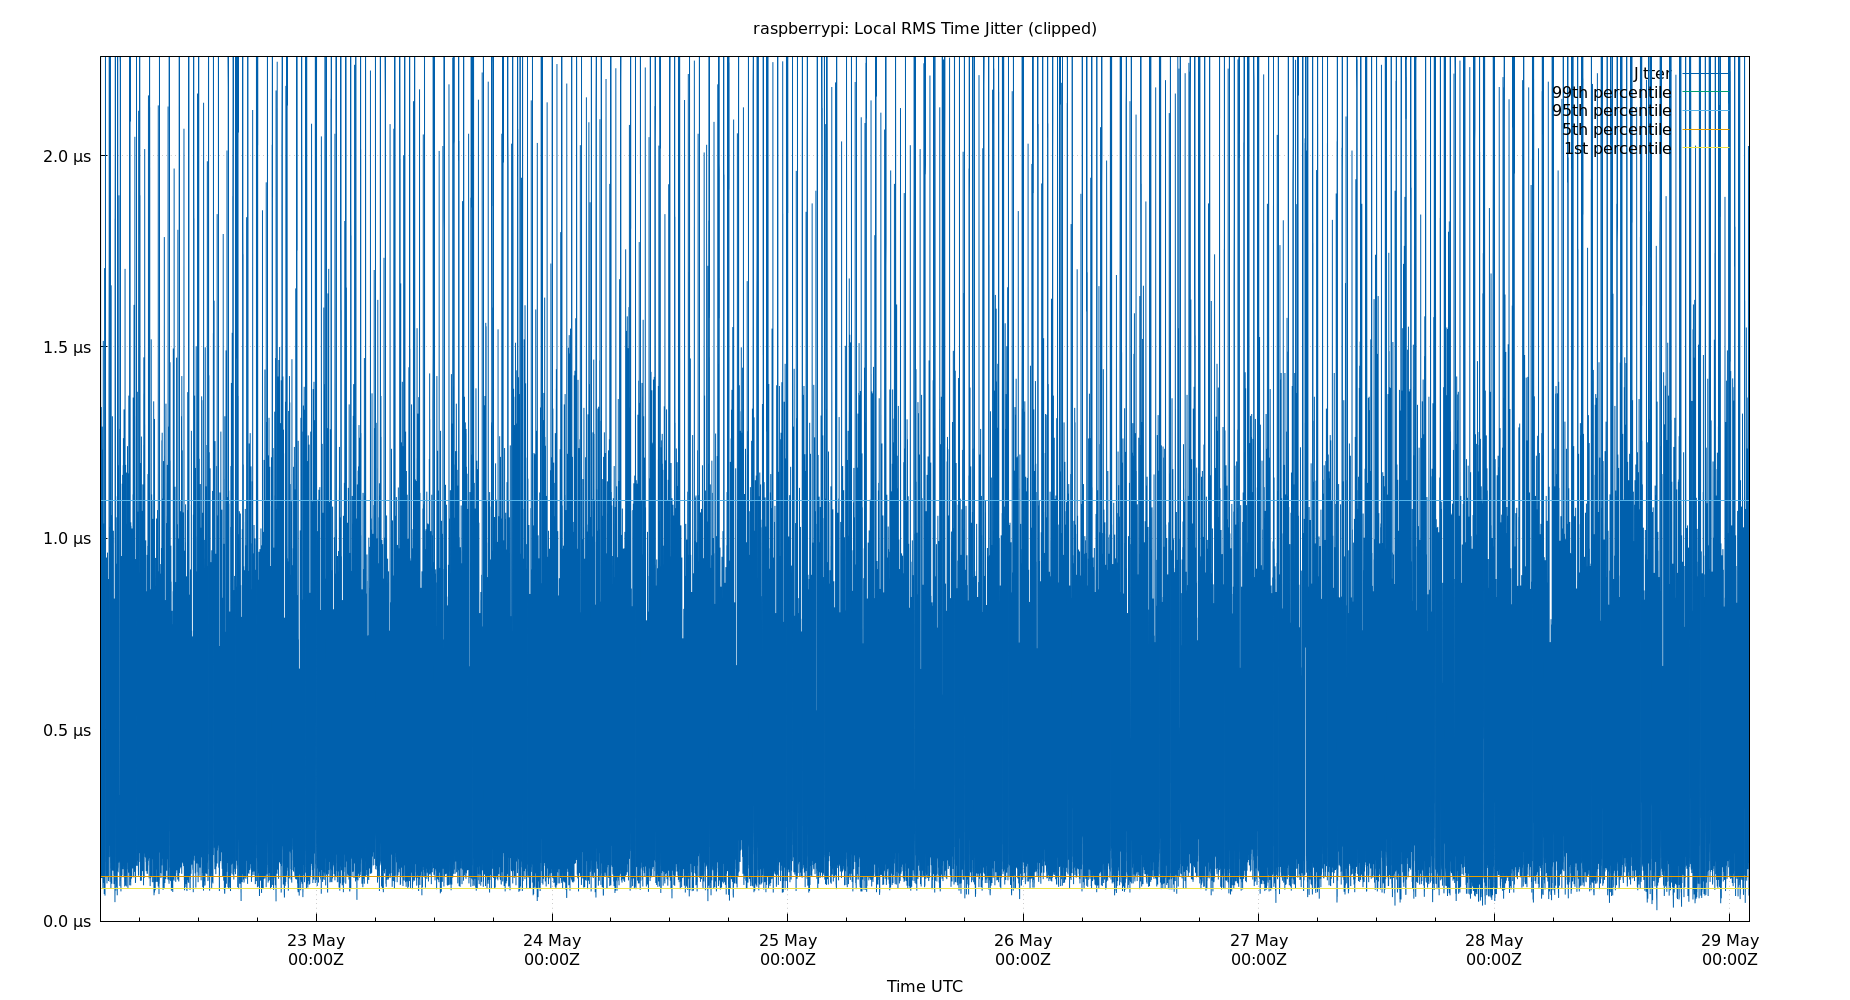 raspberrypi: Local RMS Time Jitter (clipped)
Jitter
99th percentile
95th percentile
5th percentile
1st percentile
2.0 µs
1.5 µs
1.0 µs
0.5 µs
0.0 µs
23 May
00:00Z
24 May
00:00Z
25 May
00:00Z
26 May
00:00Z
27 May
00:00Z
28 May
00:00Z
29 May
00:00Z
Time UTC